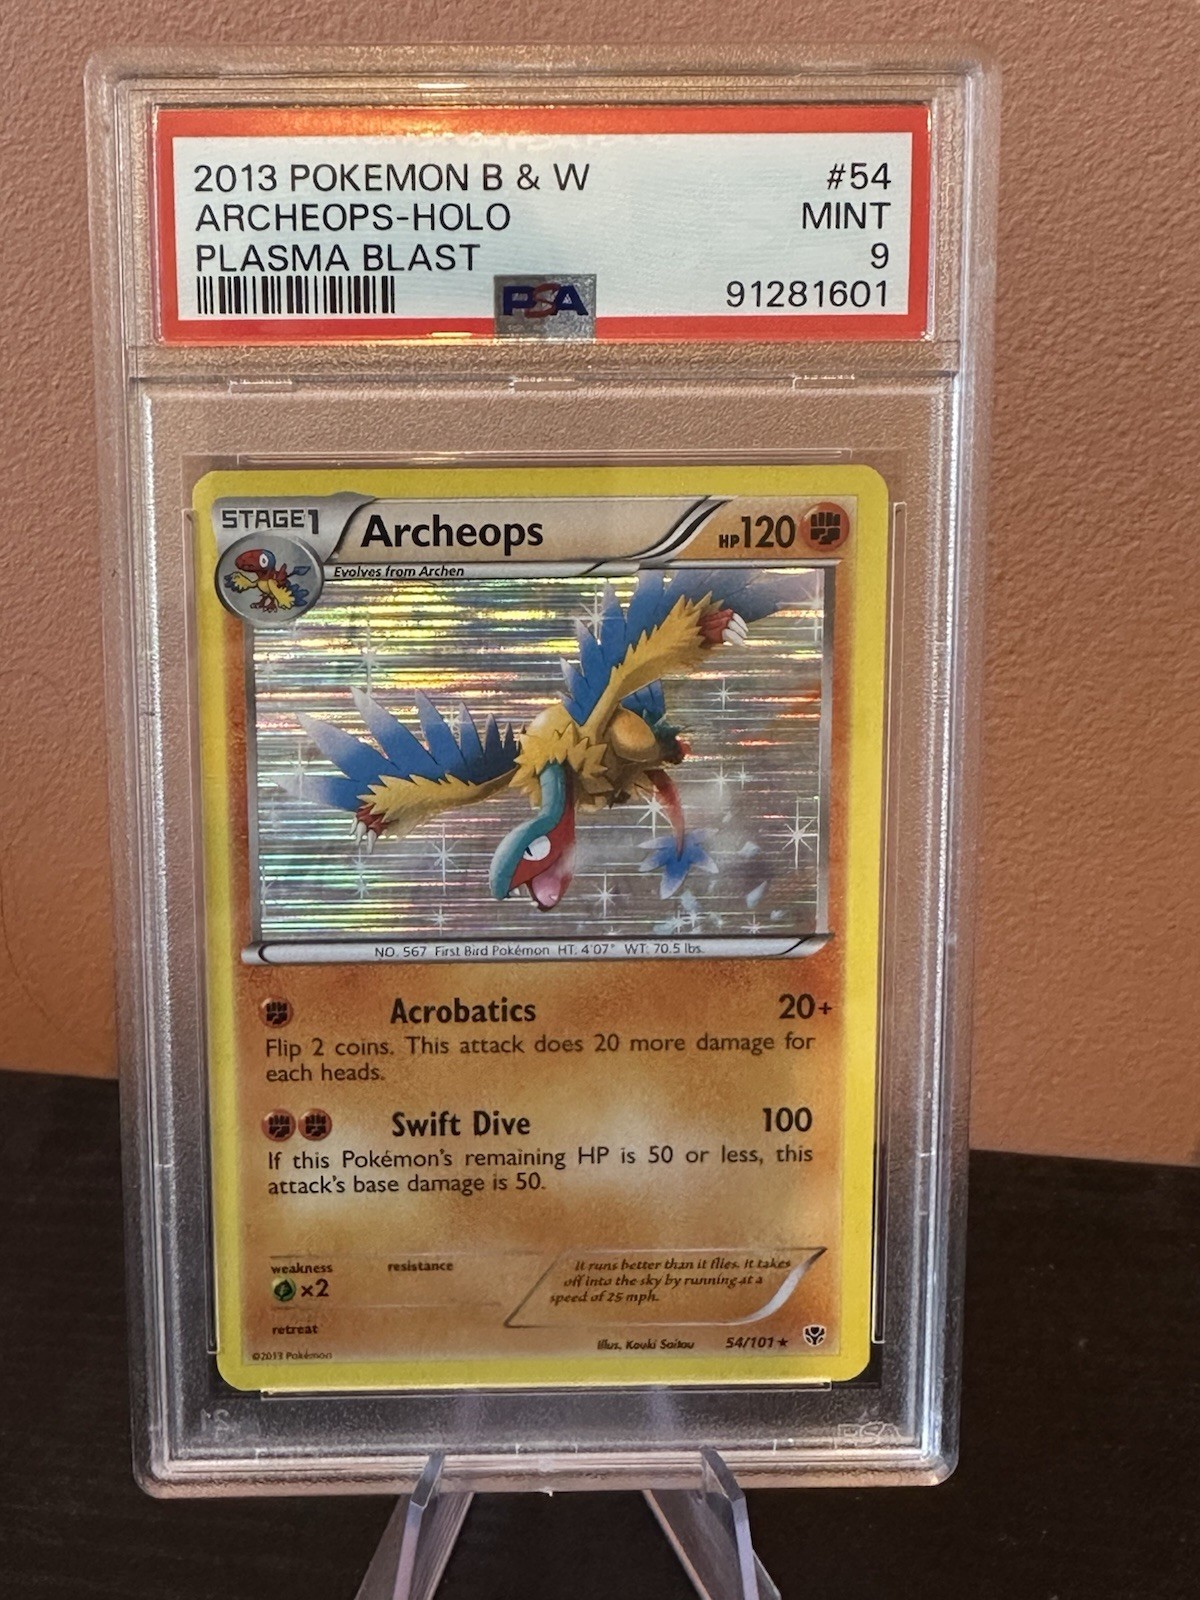 2013 POKEMON B & W #54
ARCHEOPS-HOLO MINT
PLASMA BLAST 9
PSA 91281601
STAGE1 Archeops HP120
Evolves from Archen
NO. 567 First Bird Pokémon HT: 4'07" WT: 70.5 lbs.
Acrobatics 20+
Flip 2 coins. This attack does 20 more damage for
each heads.
Swift Dive 100
If this Pokémon's remaining HP is 50 or less, this
attack's base damage is 50.
weakness resistance
×2
It runs better than it flies. It takes
off into the sky by running at a
speed of 25 mph.
retreat
Illus. Kouki Saitou 54/101 ★
©2013 Pokémon
PSA